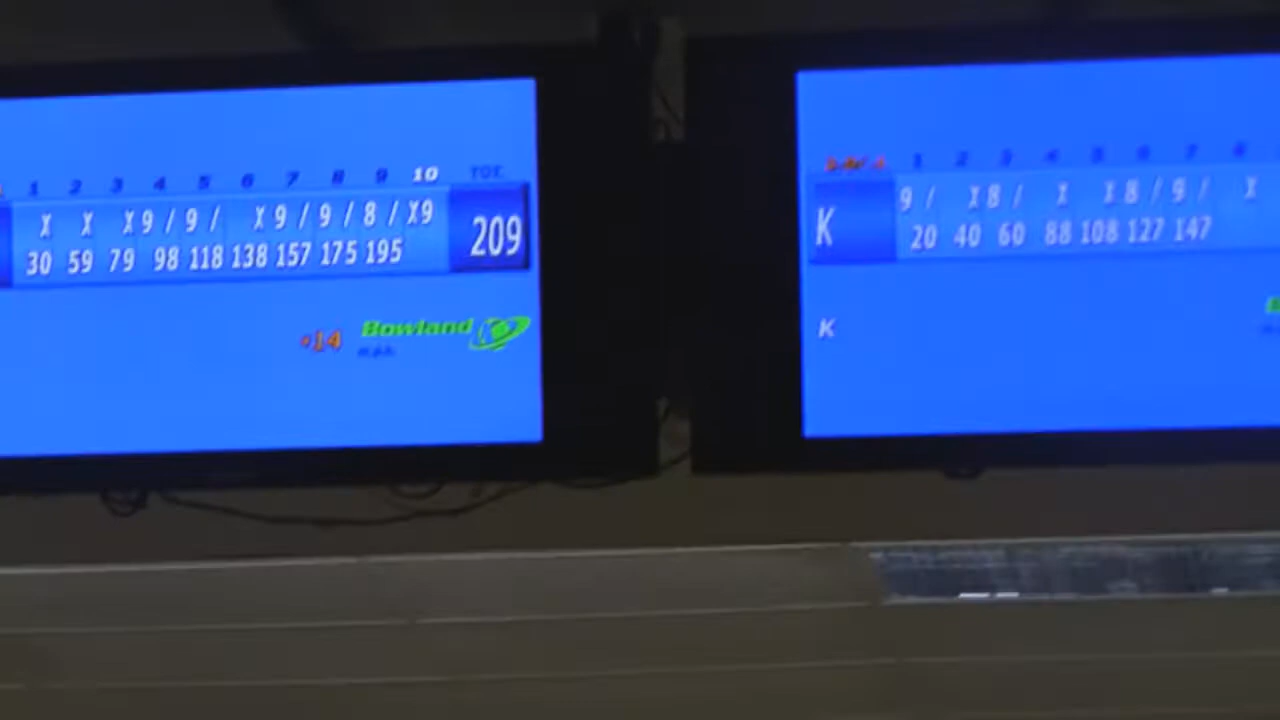 1 2 3 4 5 6 7 8 9 10 TOT
X X X 9 / 9 / X 9 / 9 / 8 / X 9
30 59 79 98 118 138 157 175 195 209
+14 Bowland
m.p.h.
1 2 3 4 5 6 7 8
9 / X 8 / X X 8 / 9 / X
K 20 40 60 88 108 127 147
K